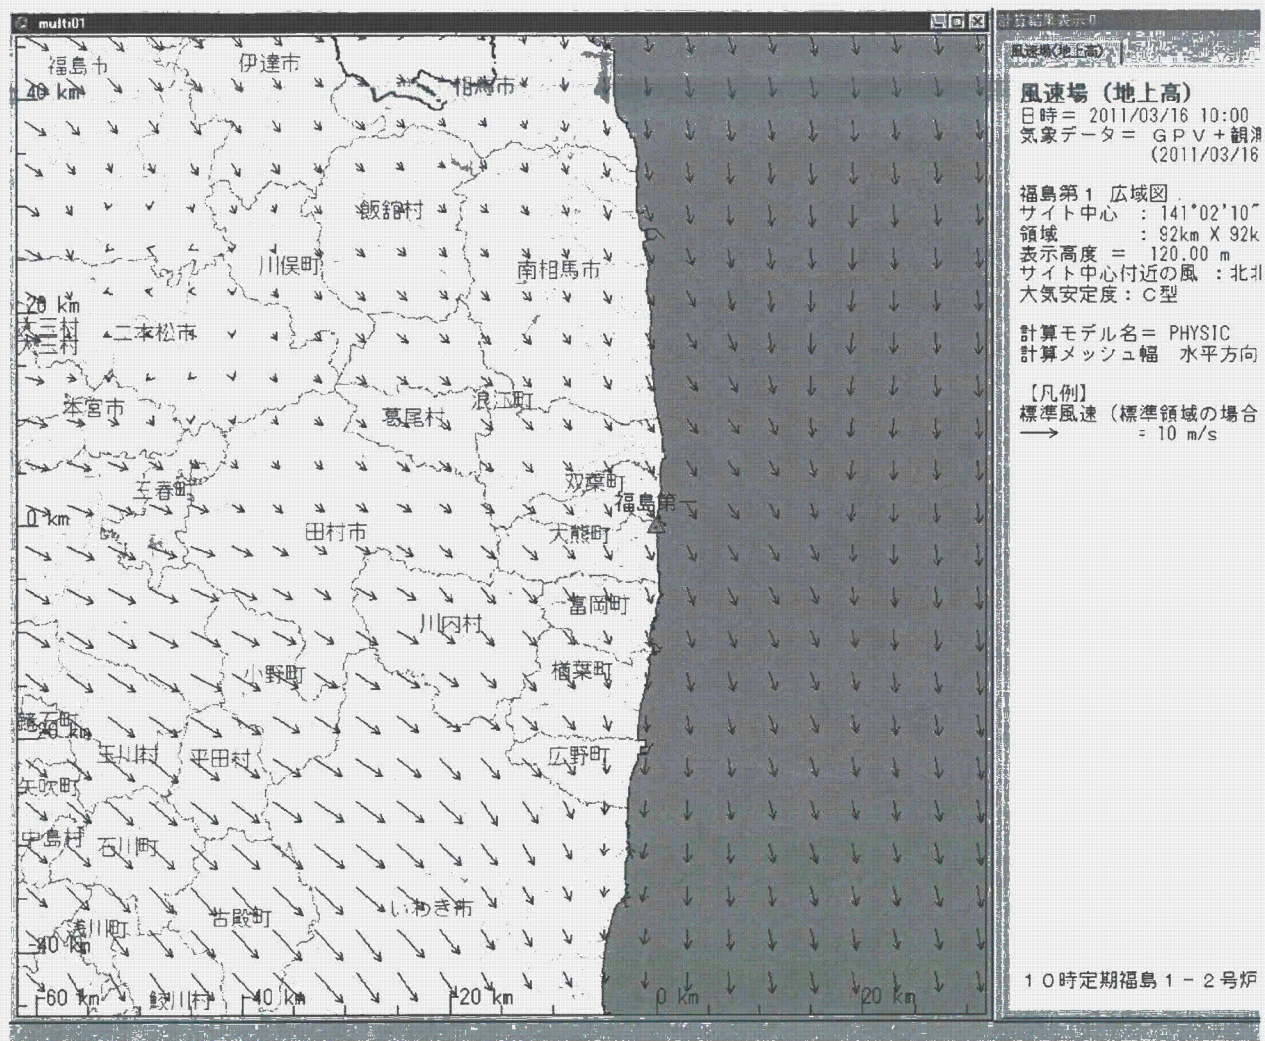 multi01
計算結果表示-0
風速場(地上高)
福島市
伊達市
相馬市
40 km
飯舘村
川俣町
南相馬市
20 km
大玉村
二本松市
本宮市
葛尾村
浪江町
三春町
双葉町
福島第一
0 km
田村市
大熊町
富岡町
川内村
小野町
楢葉町
鏡石町
-20 km
玉川村
平田村
広野町
矢吹町
中島村
石川町
古殿町
いわき市
浅川町
-40 km
-60 km
鮫川村
-40 km
-20 km
0 km
20 km
風速場 (地上高)
日時= 2011/03/16 10:00
気象データ= GPV+観測
(2011/03/16
福島第1 広域図
サイト中心 : 141°02'10"
領域 : 92km X 92k
表示高度 = 120.00 m
サイト中心付近の風 : 北北
大気安定度: C型
計算モデル名= PHYSIC
計算メッシュ幅 水平方向
【凡例】
標準風速 (標準領域の場合
= 10 m/s
10時定期福島1-2号炉